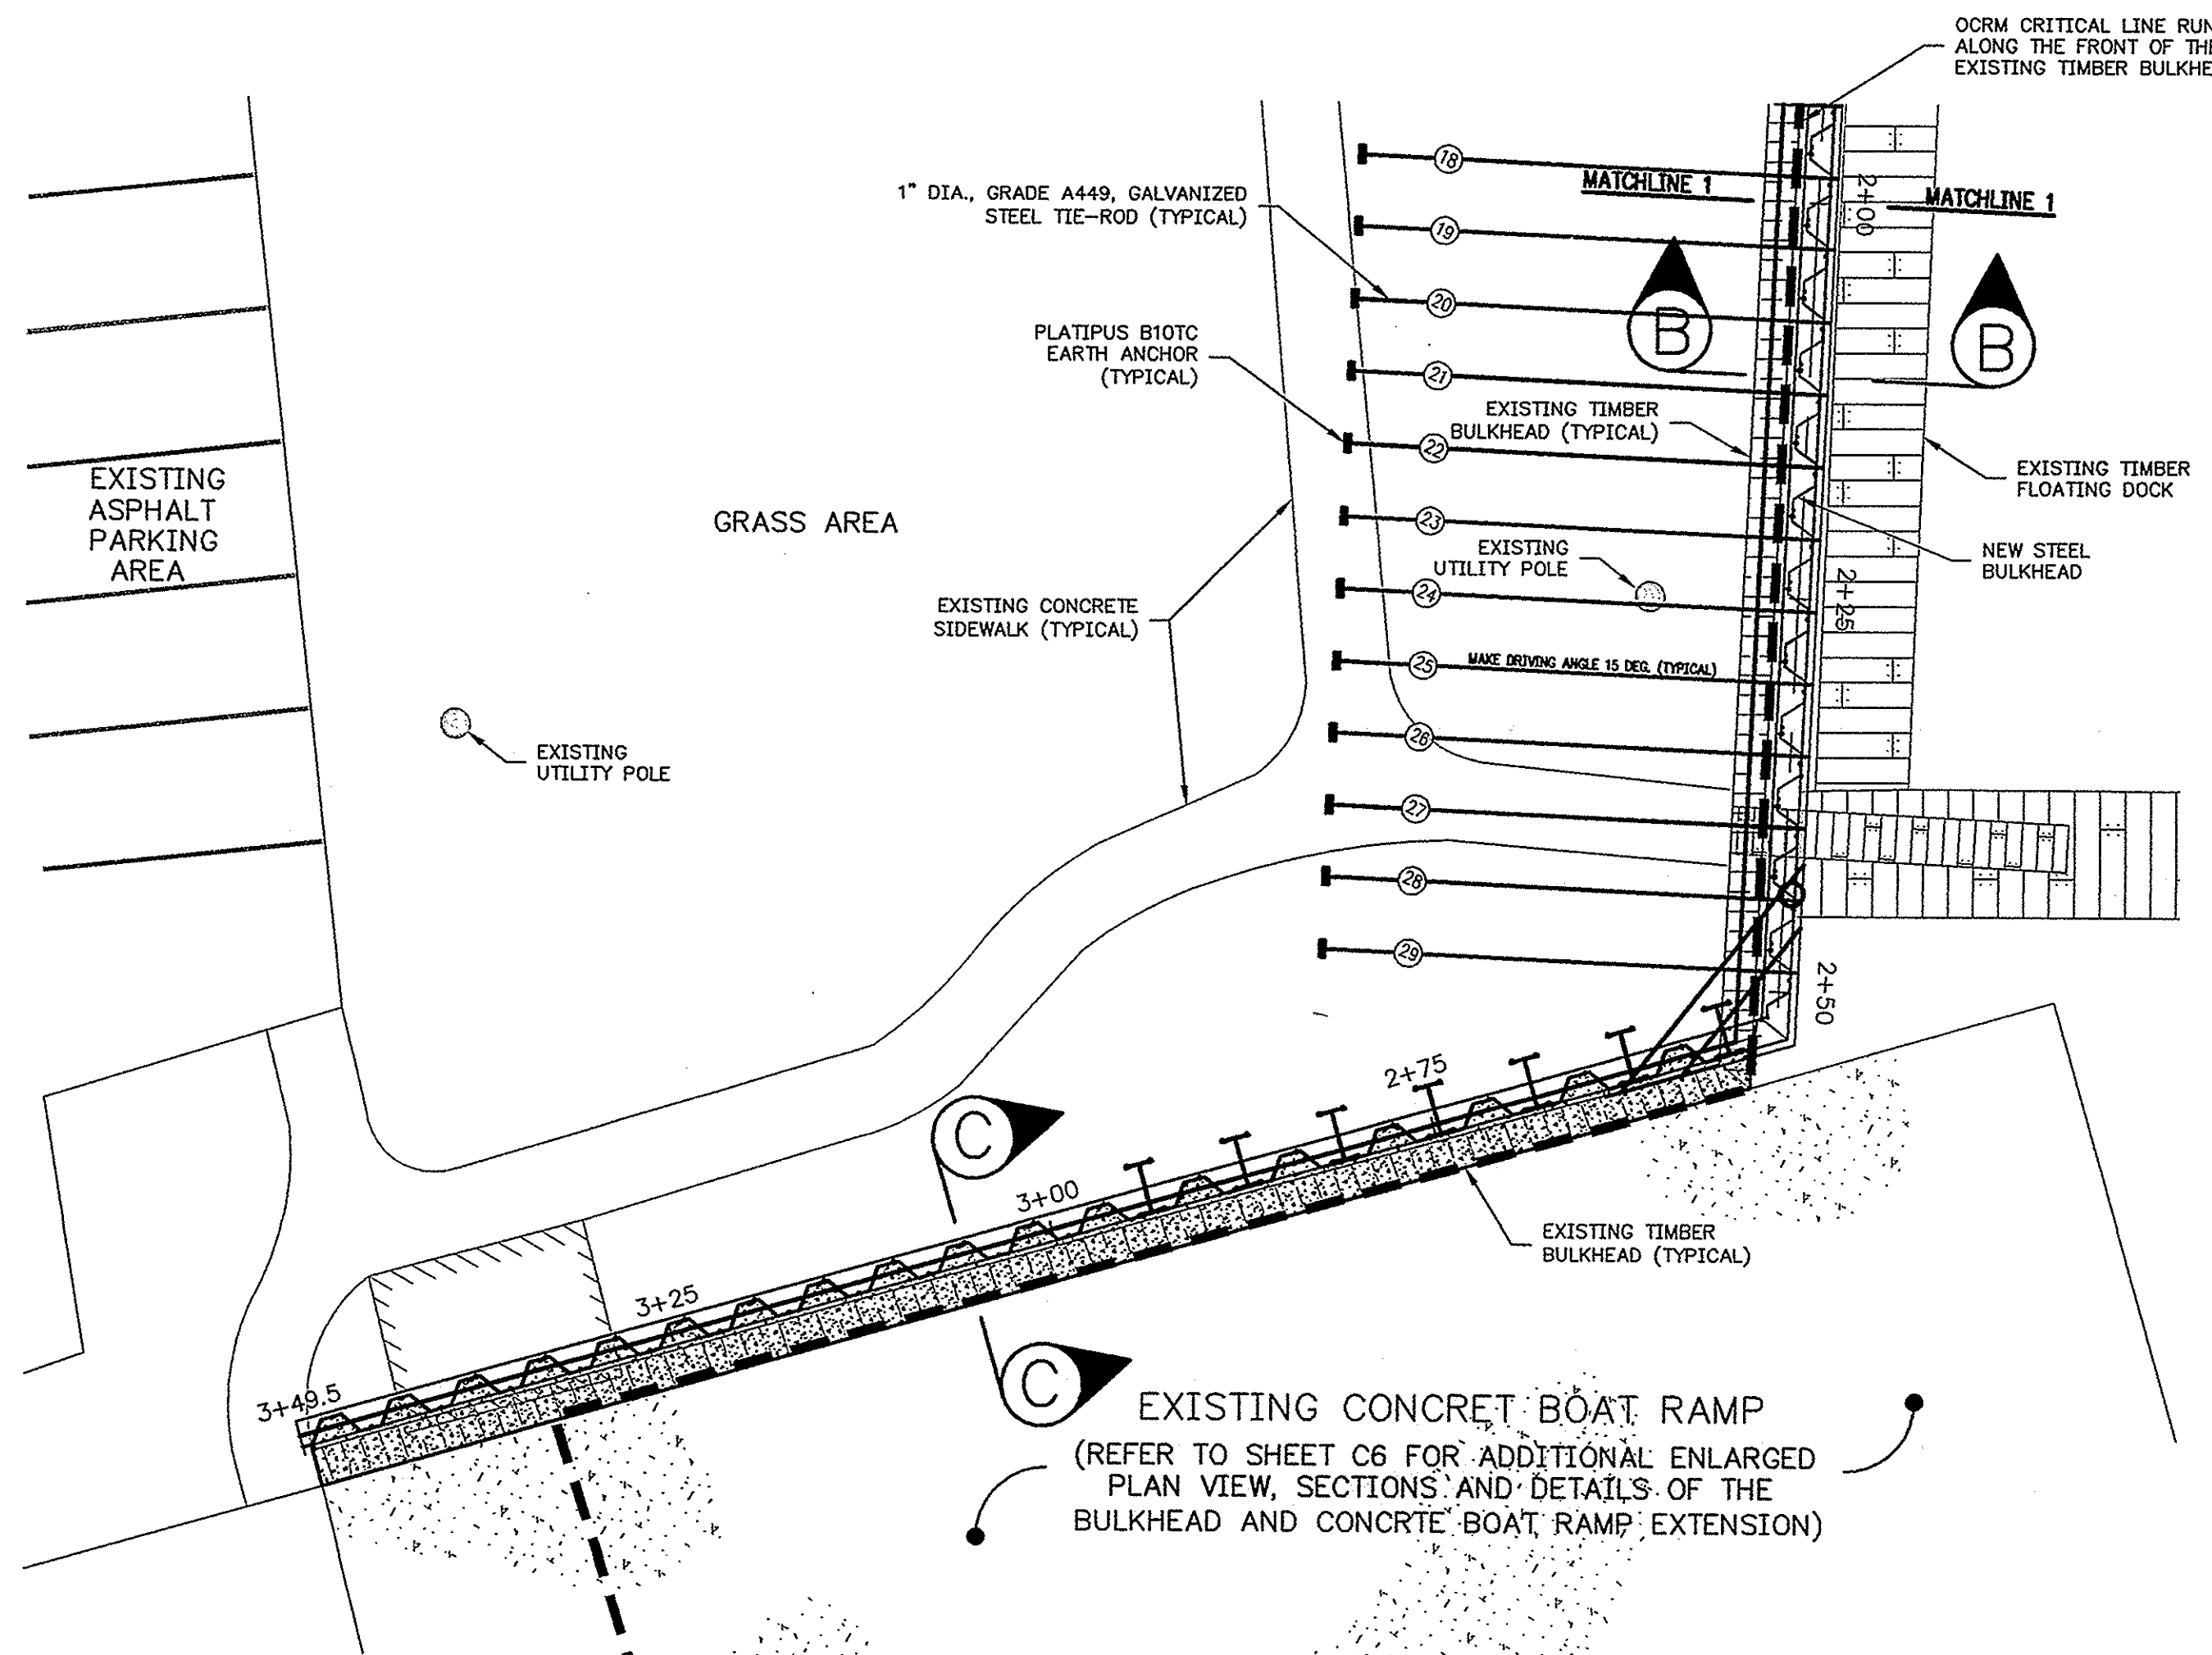 OCRM CRITICAL LINE RUN
ALONG THE FRONT OF THE
EXISTING TIMBER BULKHE
18
MATCHLINE 1
2+00
MATCHLINE 1
1" DIA., GRADE A449, GALVANIZED
STEEL TIE-ROD (TYPICAL)
19
20
B
B
PLATIPUS B10TC
EARTH ANCHOR
(TYPICAL)
21
EXISTING TIMBER
BULKHEAD (TYPICAL)
22
EXISTING TIMBER
FLOATING DOCK
EXISTING
ASPHALT
PARKING
AREA
GRASS AREA
23
EXISTING
UTILITY POLE
NEW STEEL
BULKHEAD
24
2+25
EXISTING CONCRETE
SIDEWALK (TYPICAL)
25
MAKE DRIVING ANGLE 15 DEG. (TYPICAL)
26
EXISTING
UTILITY POLE
27
28
29
2+50
2+75
C
3+00
EXISTING TIMBER
BULKHEAD (TYPICAL)
3+25
C
3+49.5
EXISTING CONCRET BOAT RAMP
(REFER TO SHEET C6 FOR ADDITIONAL ENLARGED
PLAN VIEW, SECTIONS AND DETAILS OF THE
BULKHEAD AND CONCRTE BOAT RAMP EXTENSION)